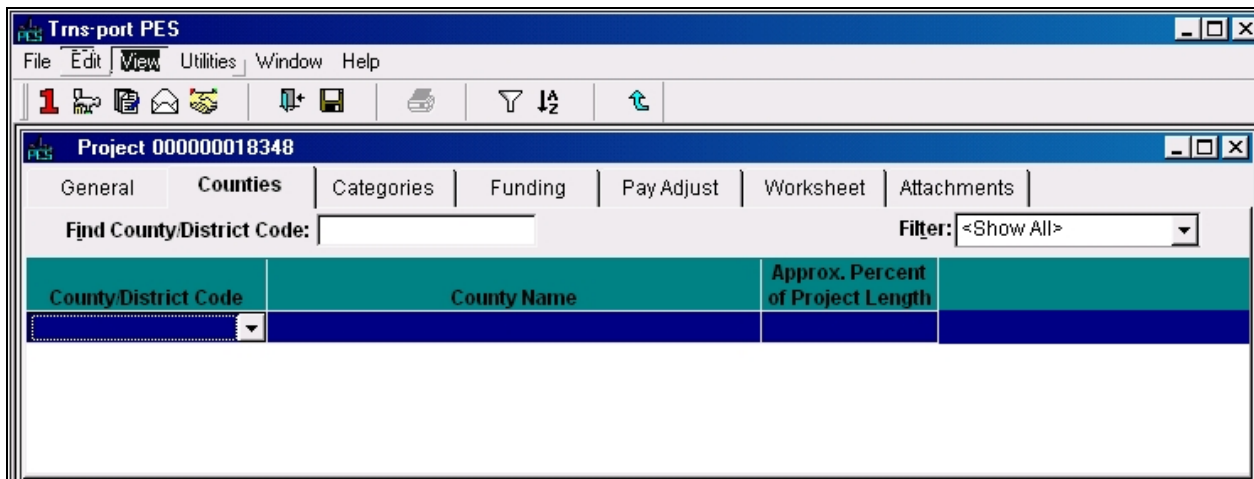 Trns·port PES
File Edit View Utilities Window Help
Project 000000018348
General Counties Categories Funding Pay Adjust Worksheet Attachments
Find County/District Code: Filter: <Show All>
County/District Code County Name Approx. Percent of Project Length